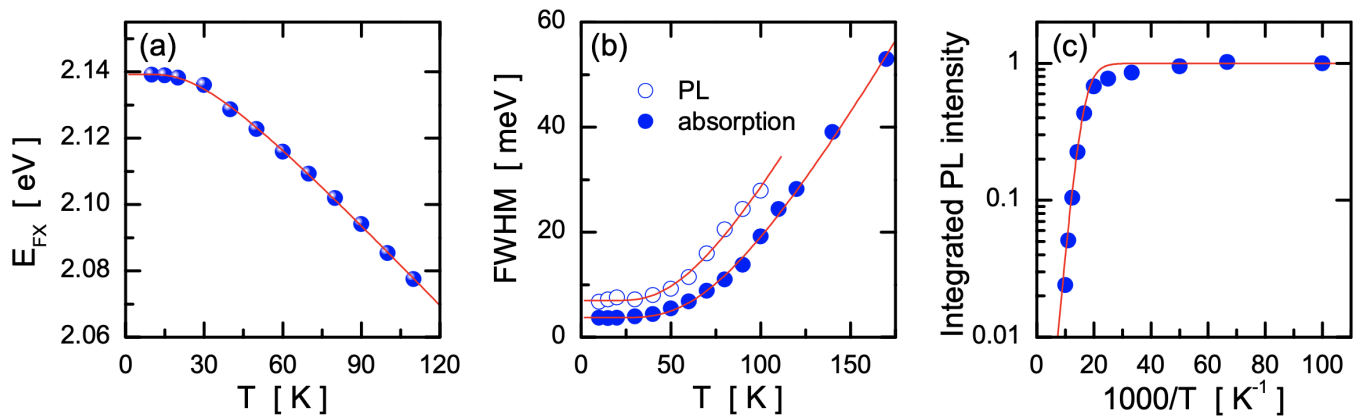 (a)
2.14
2.12
2.10
2.08
2.06
E_FX [ eV ]
0 30 60 90 120
T [ K ]
(b)
60
40
20
0
FWHM [ meV ]
PL
absorption
0 50 100 150
T [ K ]
(c)
1
0.1
0.01
Integrated PL intensity
0 20 40 60 80 100
1000/T [ K⁻¹ ]